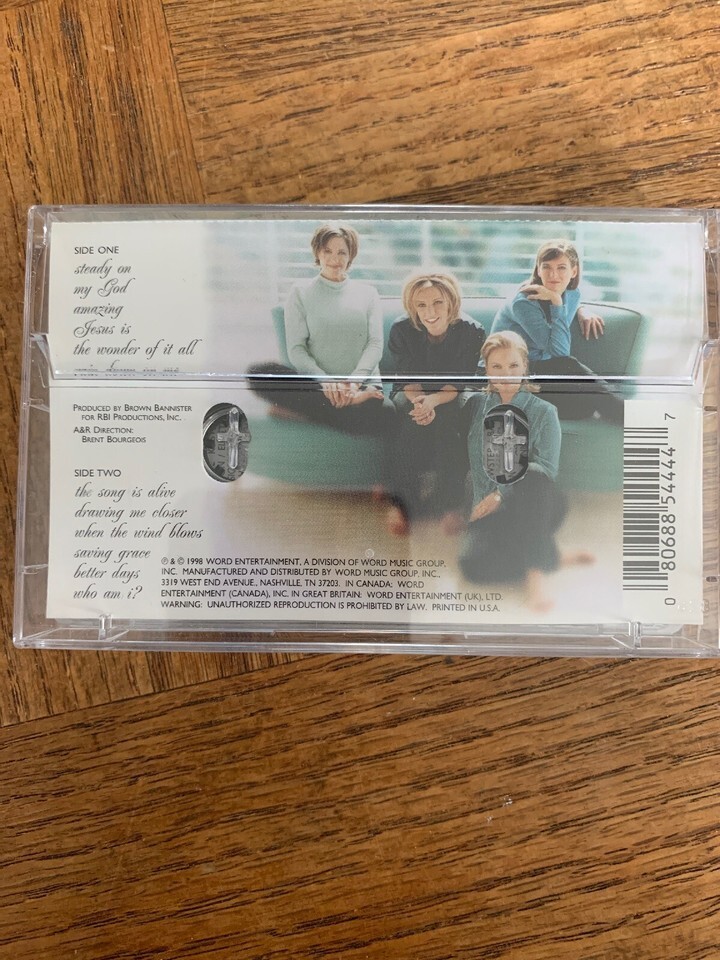 SIDE ONE
steady on
my God
amazing
Jesus is
the wonder of it all
PRODUCED BY BROWN BANNISTER
FOR RBI PRODUCTIONS, INC.
A&R DIRECTION:
BRENT BOURGEOIS
SIDE TWO
the song is alive
drawing me closer
when the wind blows
saving grace
better days
who am i?
℗ & © 1998 WORD ENTERTAINMENT, A DIVISION OF WORD MUSIC GROUP,
INC. MANUFACTURED AND DISTRIBUTED BY WORD MUSIC GROUP, INC.,
3319 WEST END AVENUE, NASHVILLE, TN 37203. IN CANADA: WORD
ENTERTAINMENT (CANADA), INC. IN GREAT BRITAIN: WORD ENTERTAINMENT (UK), LTD.
WARNING: UNAUTHORIZED REPRODUCTION IS PROHIBITED BY LAW. PRINTED IN U.S.A.
0 80688 54444 7